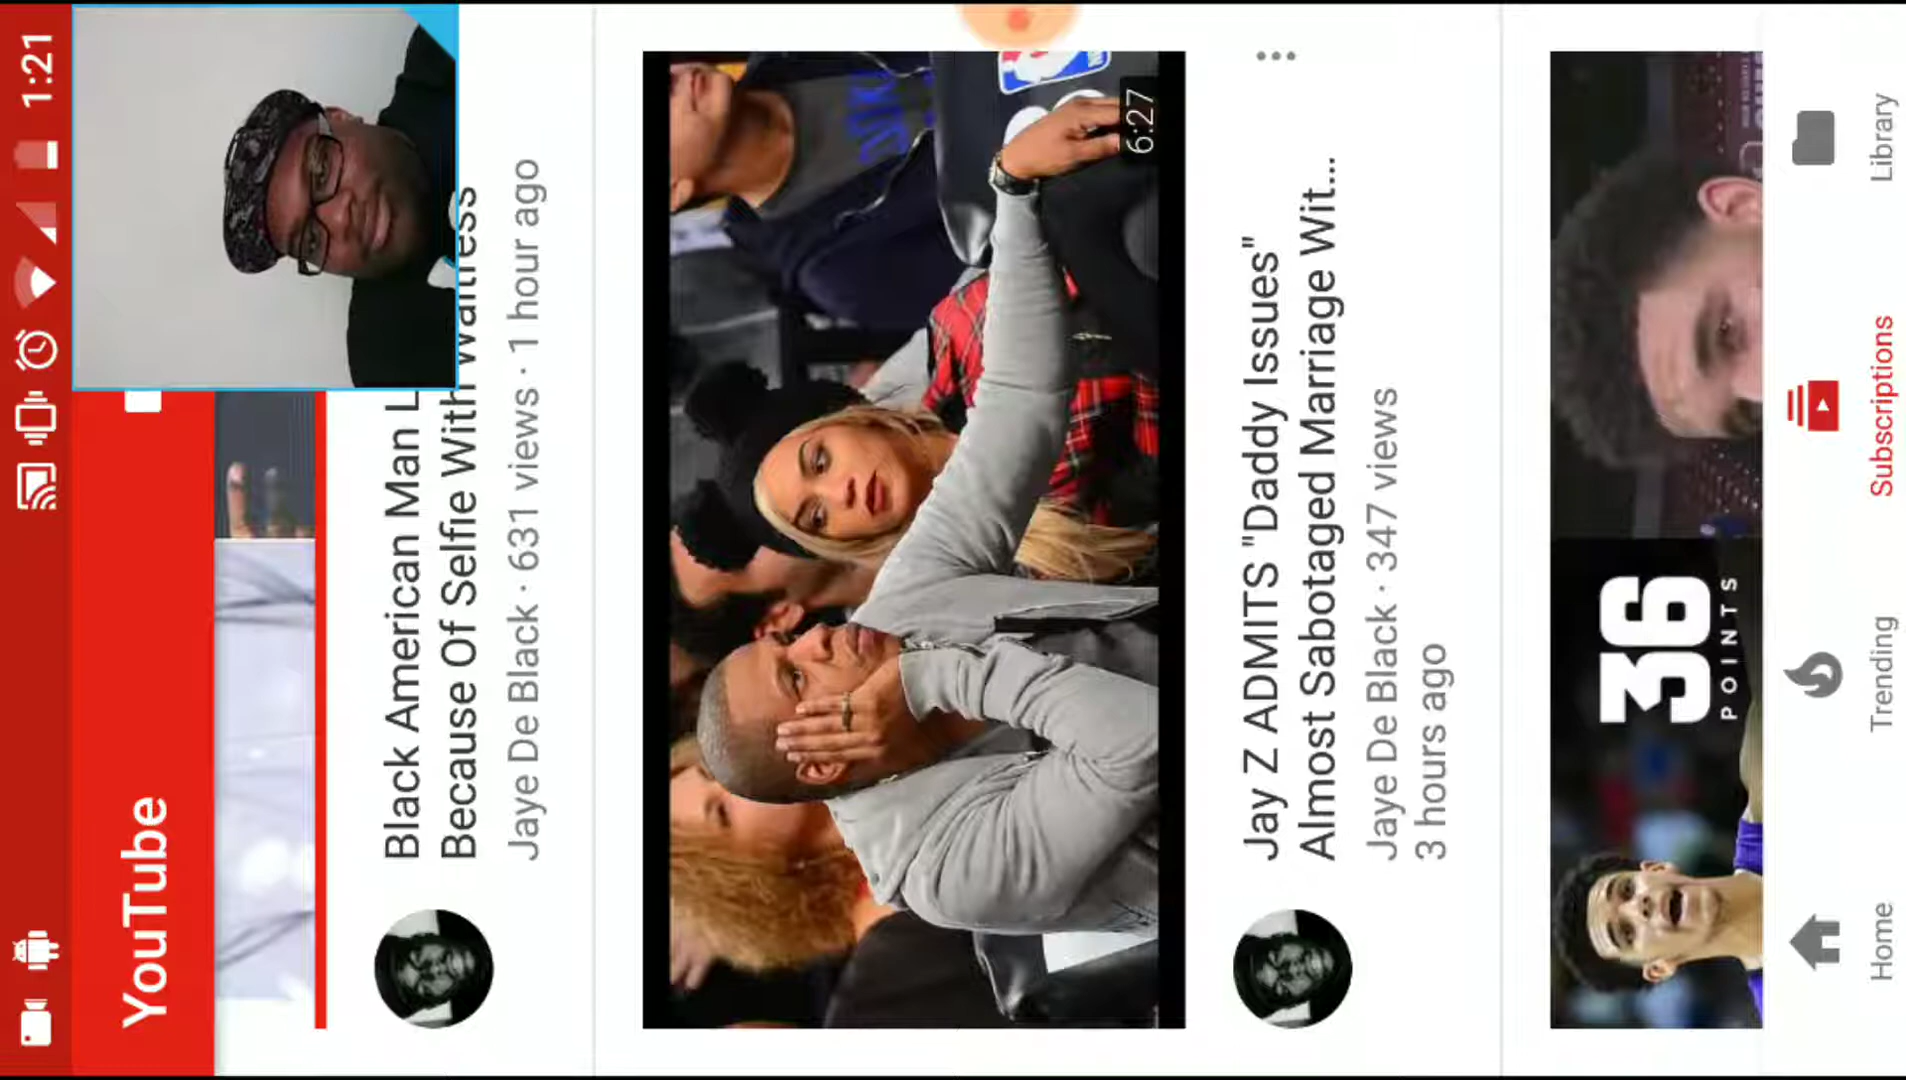 1:21
YouTube
Black American Man L
Because Of Selfie With Waitress
Jaye De Black · 631 views · 1 hour ago
6:27
Jay Z ADMITS "Daddy Issues"
Almost Sabotaged Marriage Wit...
Jaye De Black · 347 views
3 hours ago
36
POINTS
Home
Trending
Subscriptions
Library